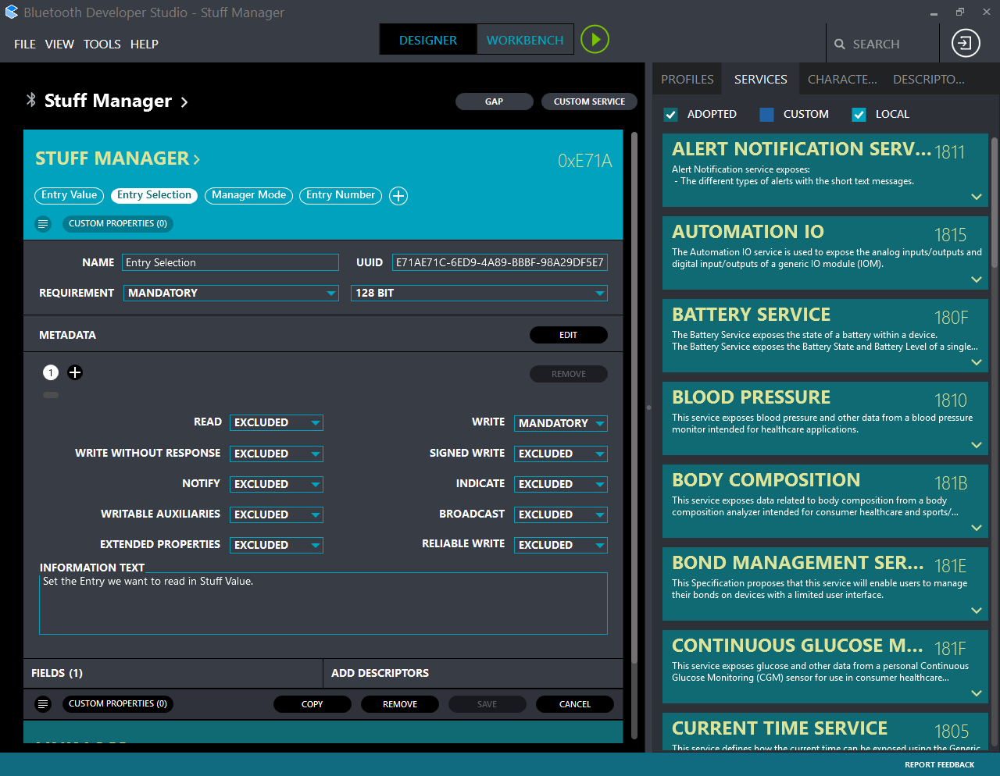 Bluetooth Developer Studio - Stuff Manager
FILE VIEW TOOLS HELP
DESIGNER WORKBENCH
SEARCH
Stuff Manager
GAP CUSTOM SERVICE
STUFF MANAGER
0xE71A
Entry Value Entry Selection Manager Mode Entry Number
CUSTOM PROPERTIES (0)
NAME Entry Selection UUID E71AE71C-6ED9-4A89-BBBF-98A29DF5E7
REQUIREMENT MANDATORY 128 BIT
METADATA EDIT
1 REMOVE
READ EXCLUDED WRITE MANDATORY
WRITE WITHOUT RESPONSE EXCLUDED SIGNED WRITE EXCLUDED
NOTIFY EXCLUDED INDICATE EXCLUDED
WRITABLE AUXILIARIES EXCLUDED BROADCAST EXCLUDED
EXTENDED PROPERTIES EXCLUDED RELIABLE WRITE EXCLUDED
INFORMATION TEXT
Set the Entry we want to read in Stuff Value.
FIELDS (1) ADD DESCRIPTORS
CUSTOM PROPERTIES (0) COPY REMOVE SAVE CANCEL
PROFILES SERVICES CHARACTE... DESCRIPTO...
ADOPTED CUSTOM LOCAL
ALERT NOTIFICATION SERV... 1811
Alert Notification service exposes:
- The different types of alerts with the short text messages.
AUTOMATION IO 1815
The Automation IO service is used to expose the analog inputs/outputs and
digital input/outputs of a generic IO module (IOM).
BATTERY SERVICE 180F
The Battery Service exposes the state of a battery within a device.
The Battery Service exposes the Battery State and Battery Level of a single...
BLOOD PRESSURE 1810
This service exposes blood pressure and other data from a blood pressure
monitor intended for healthcare applications.
BODY COMPOSITION 181B
This service exposes data related to body composition from a body
composition analyzer intended for consumer healthcare and sports/...
BOND MANAGEMENT SER... 181E
This Specification proposes that this service will enable users to manage
their bonds on devices with a limited user interface.
CONTINUOUS GLUCOSE M... 181F
This service exposes glucose and other data from a personal Continuous
Glucose Monitoring (CGM) sensor for use in consumer healthcare...
CURRENT TIME SERVICE 1805
This service defines how the current time can be exposed using the Generic
REPORT FEEDBACK